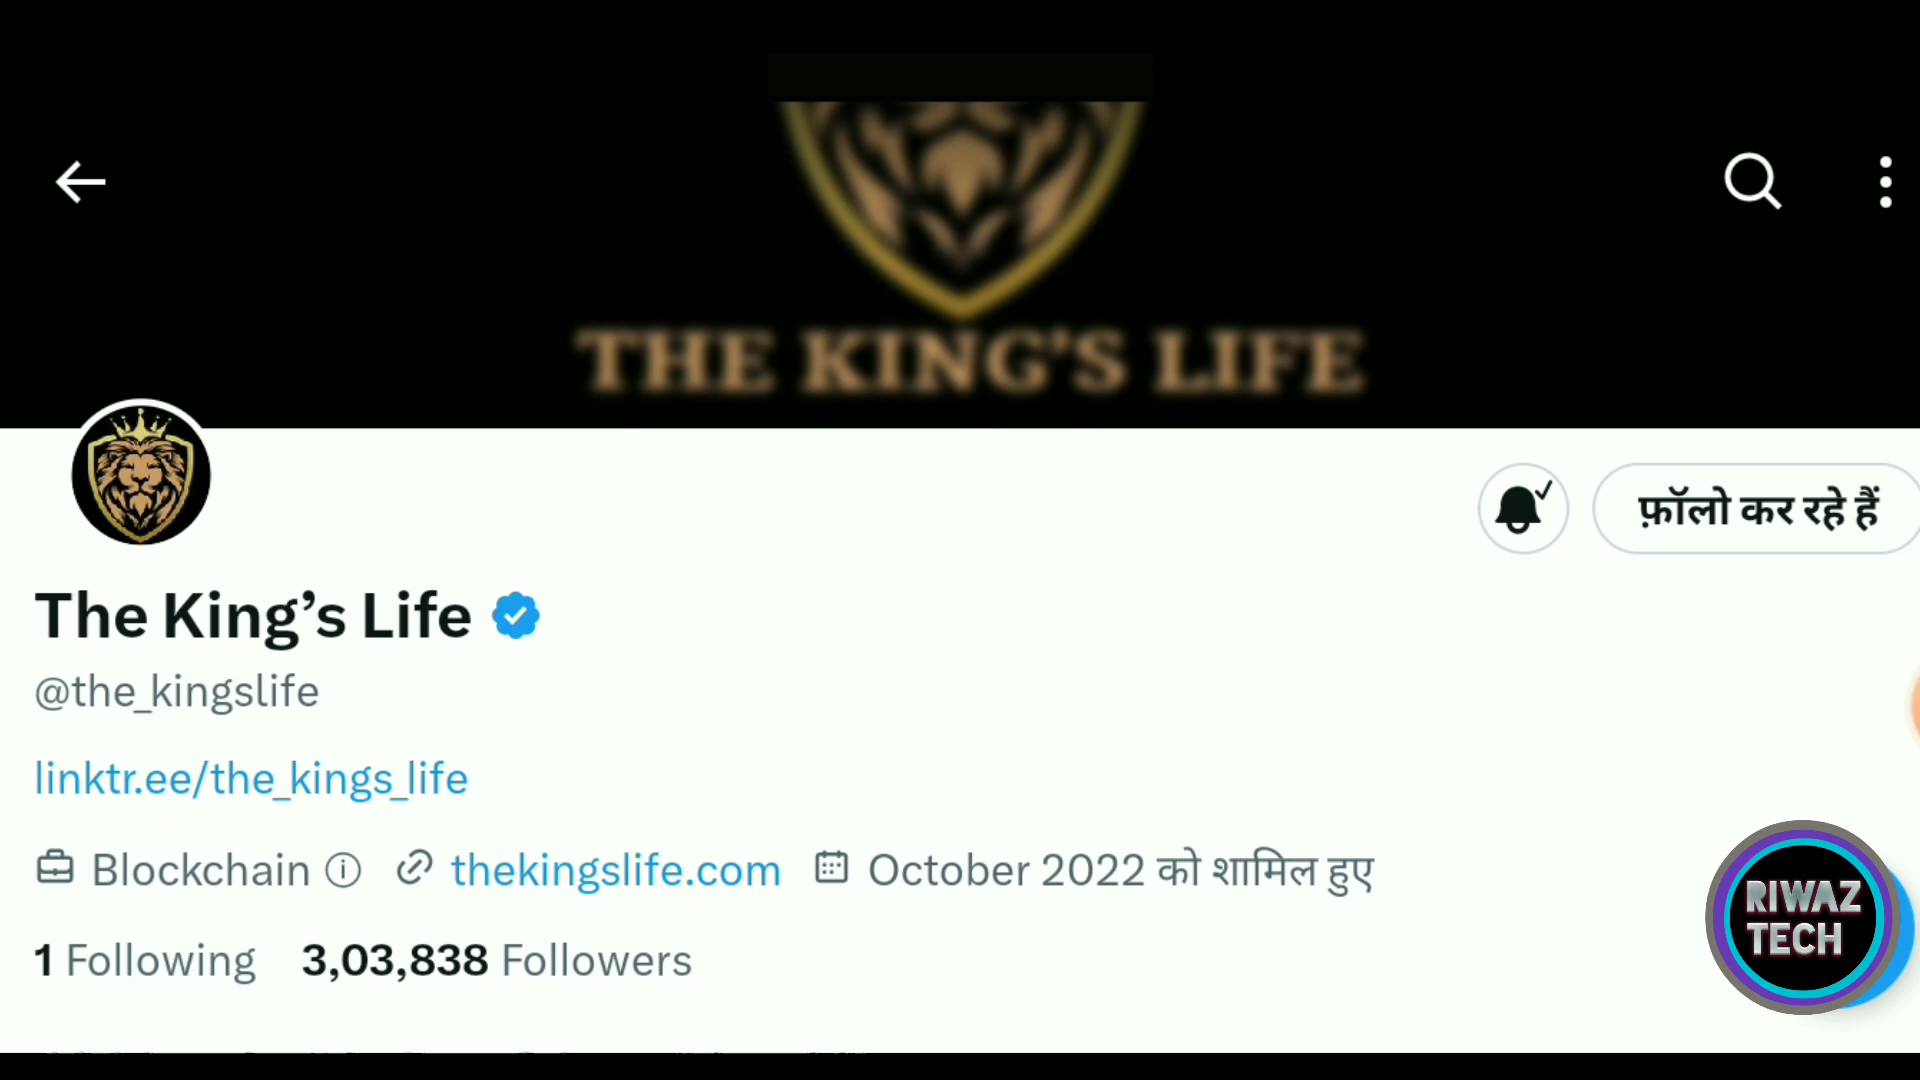 THE KING'S LIFE
फ़ॉलो कर रहे हैं
The King’s Life
@the_kingslife
linktr.ee/the_kings_life
Blockchain thekingslife.com October 2022 को शामिल हुए
1 Following 3,03,838 Followers
RIWAZ
TECH